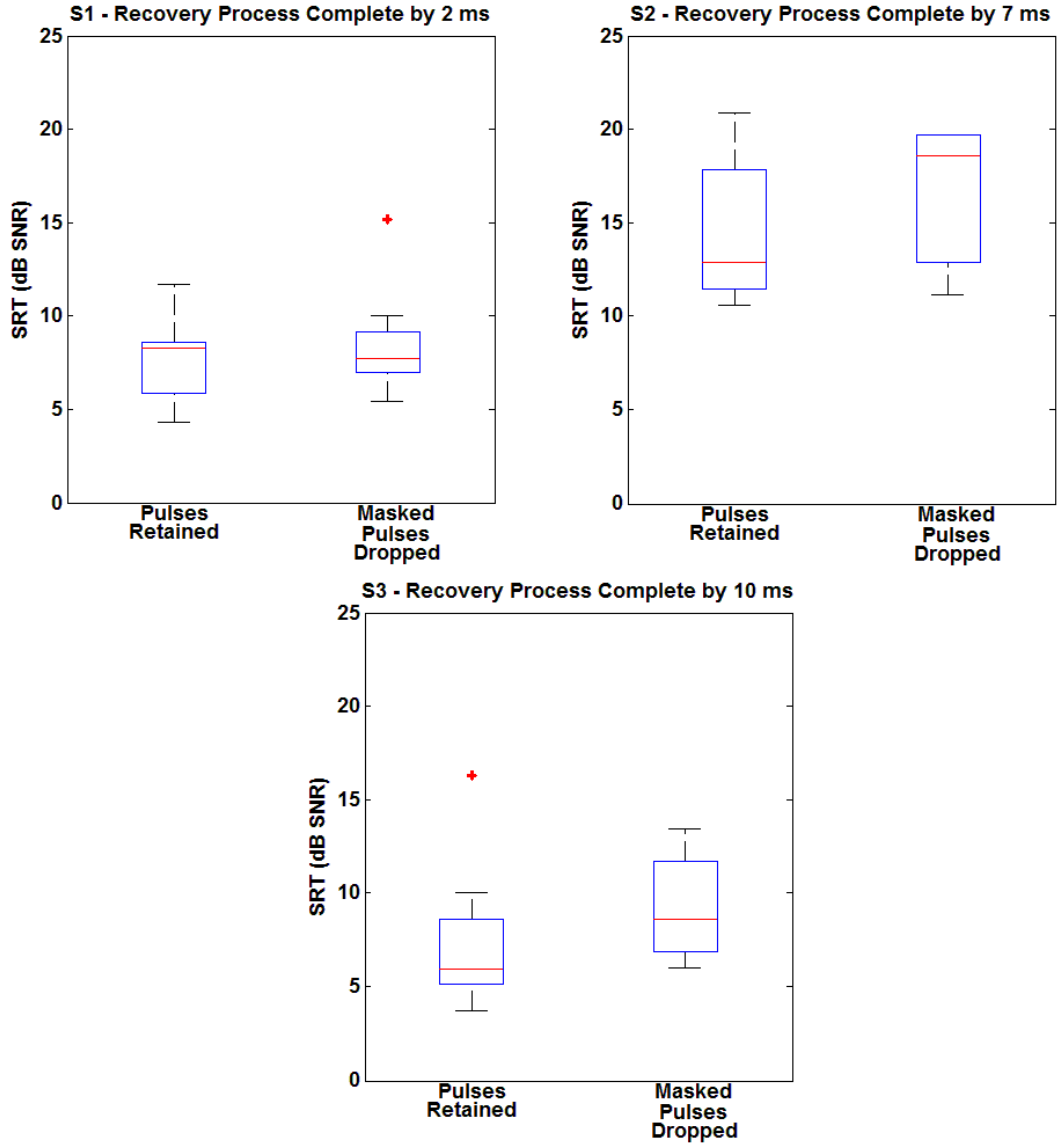 S1 - Recovery Process Complete by 2 ms
25
20
15
10
5
0
SRT (dB SNR)
Pulses
Retained
Masked
Pulses
Dropped
S2 - Recovery Process Complete by 7 ms
25
20
15
10
5
0
SRT (dB SNR)
Pulses
Retained
Masked
Pulses
Dropped
S3 - Recovery Process Complete by 10 ms
25
20
15
10
5
0
SRT (dB SNR)
Pulses
Retained
Masked
Pulses
Dropped